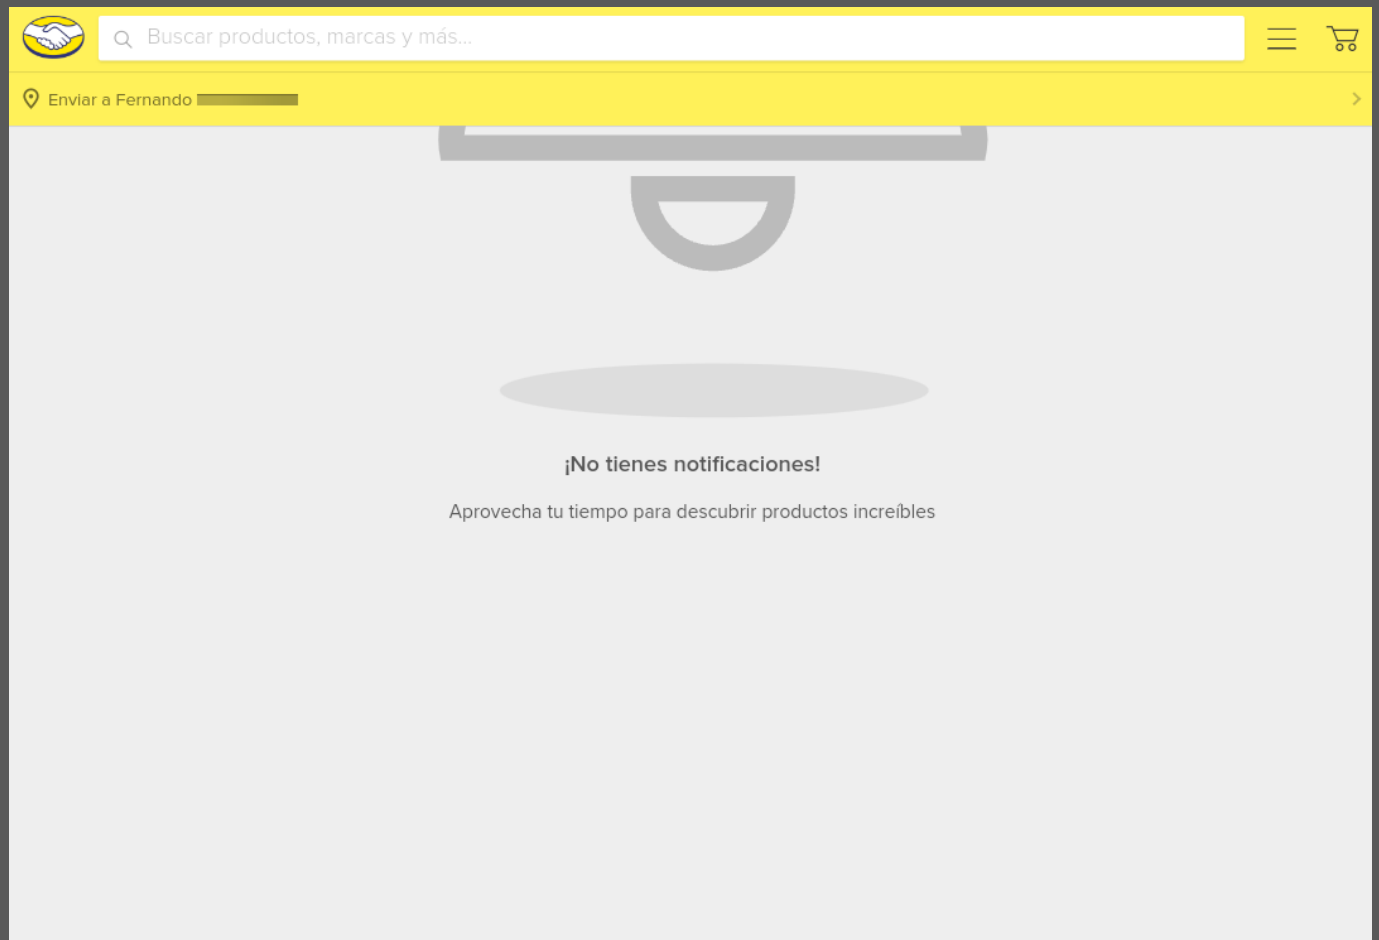 Buscar productos, marcas y más...
Enviar a Fernando
¡No tienes notificaciones!
Aprovecha tu tiempo para descubrir productos increíbles